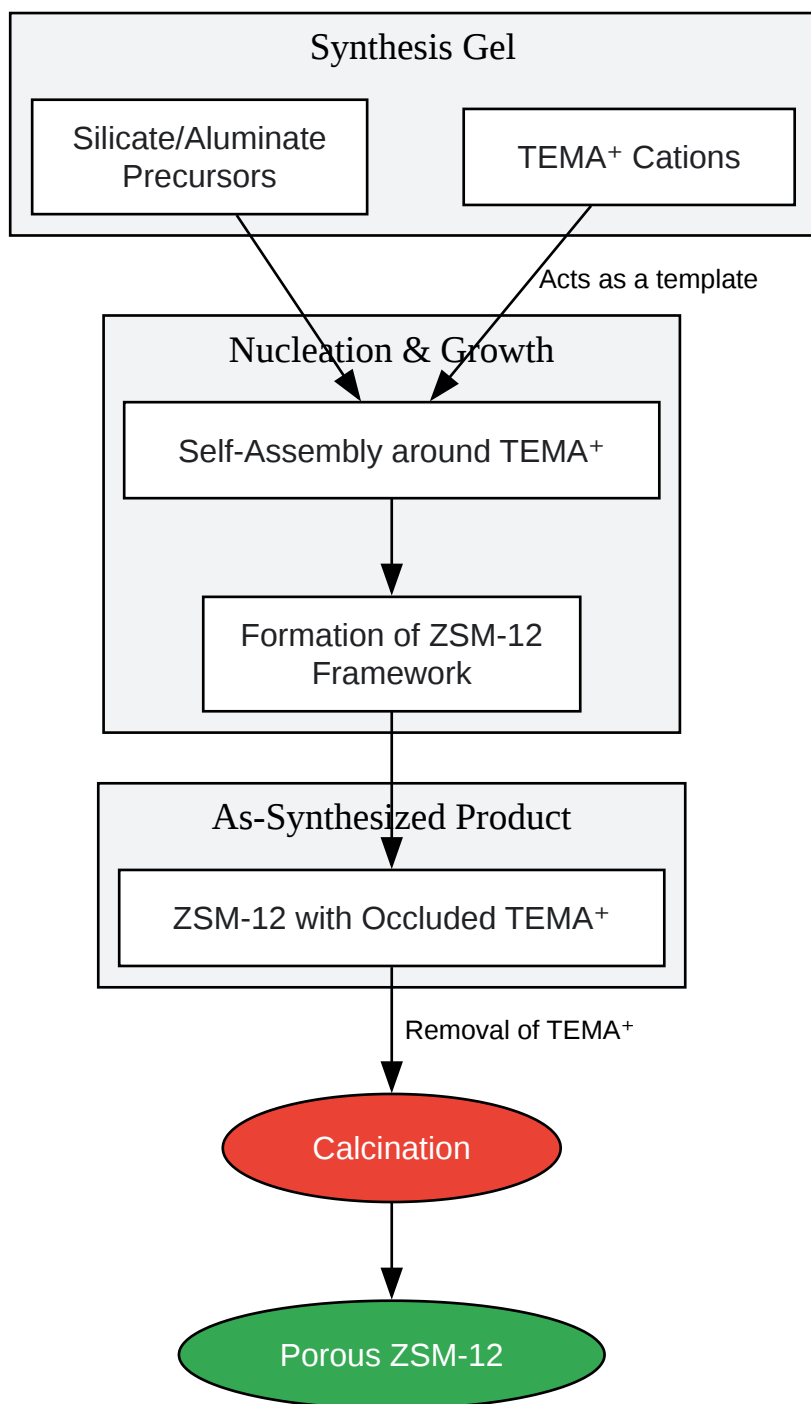 Synthesis Gel
Silicate/Aluminate
Precursors
TEMA⁺ Cations
Acts as a template
Nucleation & Growth
Self-Assembly around TEMA⁺
Formation of ZSM-12
Framework
As-Synthesized Product
ZSM-12 with Occluded TEMA⁺
Removal of TEMA⁺
Calcination
Porous ZSM-12